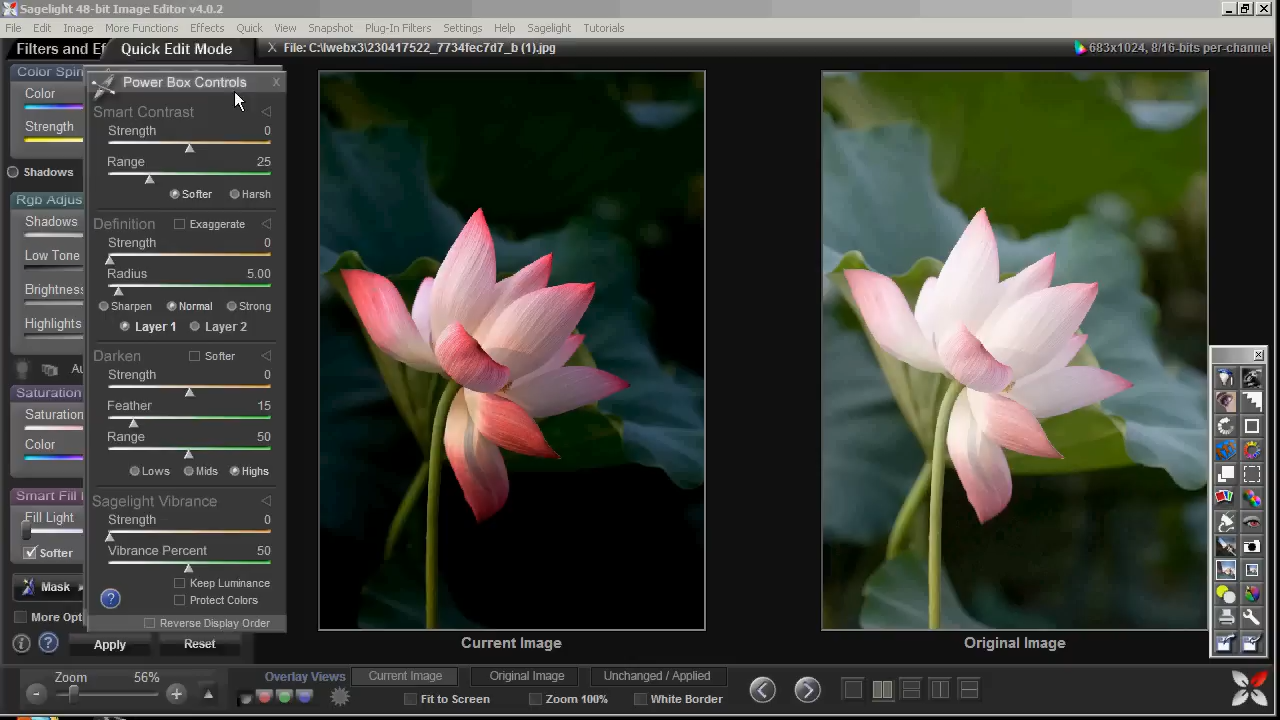 Sagelight 48-bit Image Editor v4.0.2
File Edit Image More Functions Effects Quick View Snapshot Plug-In Filters Settings Help Sagelight Tutorials
Filters and Ef Quick Edit Mode X File: C:\lwebx3\230417522_7734fec7d7_b (1).jpg 683x1024, 8/16-bits per-channel
Color Spin
Color
Strength
Shadows
Rgb Adjus
Shadows
Low Tone
Brightness
Highlights
Au
Saturation
Saturation
Color
Smart Fill
Fill Light
Softer
Mask
More Opt
Power Box Controls X
Smart Contrast
Strength 0
Range 25
Softer Harsh
Definition Exaggerate
Strength 0
Radius 5.00
Sharpen Normal Strong
Layer 1 Layer 2
Darken Softer
Strength 0
Feather 15
Range 50
Lows Mids Highs
Sagelight Vibrance
Strength 0
Vibrance Percent 50
Keep Luminance
Protect Colors
Reverse Display Order
Apply Reset
Current Image Original Image
Zoom 56% Overlay Views Current Image Original Image Unchanged / Applied
Fit to Screen Zoom 100% White Border